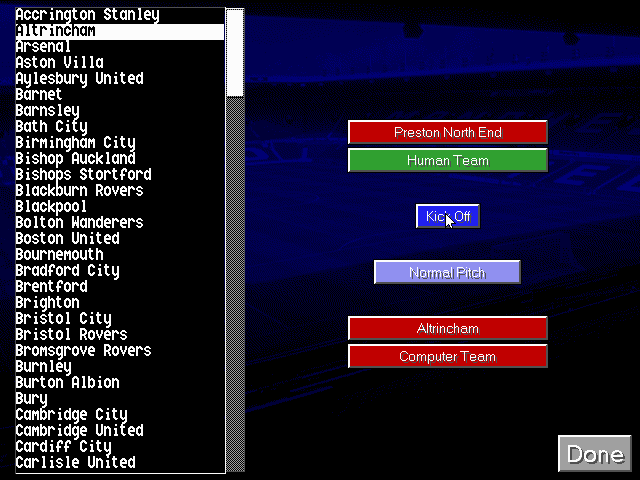 Accrington Stanley
Altrincham
Arsenal
Aston Villa
Aylesbury United
Barnet
Barnsley
Bath City
Birmingham City
Bishop Auckland
Bishops Stortford
Blackburn Rovers
Blackpool
Bolton Wanderers
Boston United
Bournemouth
Bradford City
Brentford
Brighton
Bristol City
Bristol Rovers
Bromsgrove Rovers
Burnley
Burton Albion
Bury
Cambridge City
Cambridge United
Cardiff City
Carlisle United
Preston North End
Human Team
Kick Off
Normal Pitch
Altrincham
Computer Team
Done